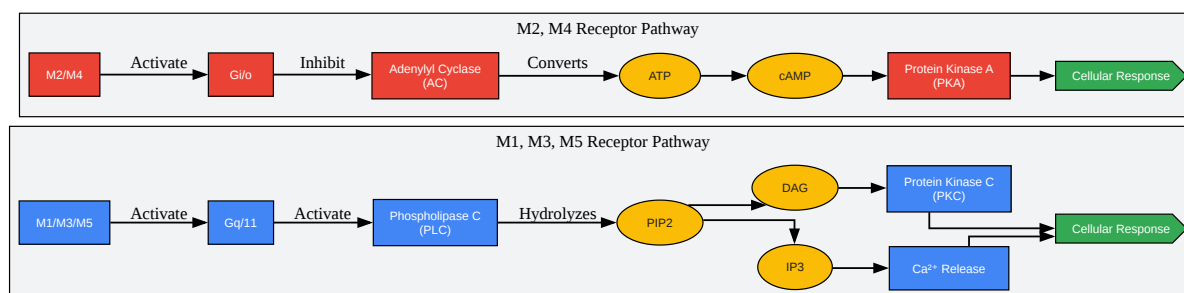 M2, M4 Receptor Pathway
M2/M4
Activate
Gi/o
Inhibit
Adenylyl Cyclase
(AC)
Converts
ATP
cAMP
Protein Kinase A
(PKA)
Cellular Response
M1, M3, M5 Receptor Pathway
M1/M3/M5
Activate
Gq/11
Activate
Phospholipase C
(PLC)
Hydrolyzes
PIP2
DAG
Protein Kinase C
(PKC)
IP3
Ca²⁺ Release
Cellular Response